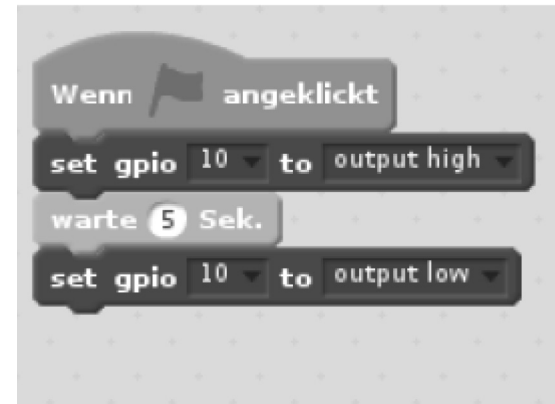 Wenn angeklickt
set gpio 10 to output high
warte 5 Sek.
set gpio 10 to output low